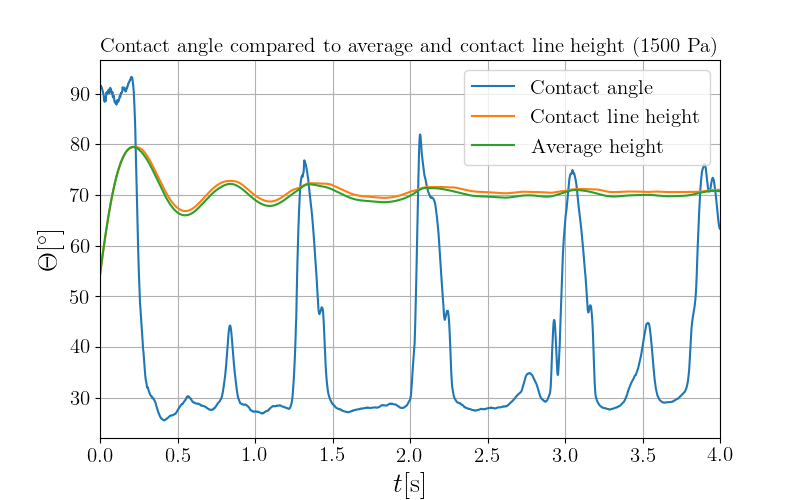 Contact angle compared to average and contact line height (1500 Pa)
Contact angle
Contact line height
Average height
90
80
70
60
50
40
30
Θ[°]
0.0 0.5 1.0 1.5 2.0 2.5 3.0 3.5 4.0
t[s]